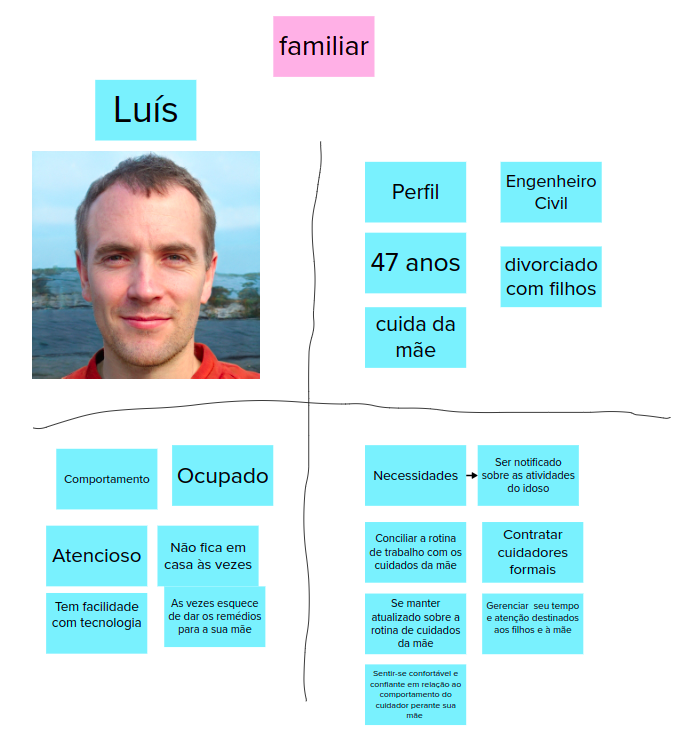 familiar
Luís
Perfil
Engenheiro
Civil
47 anos
divorciado
com filhos
cuida da
mãe
Comportamento
Ocupado
Atencioso
Não fica em
casa às vezes
Tem facilidade
com tecnologia
As vezes esquece
de dar os remédios
para a sua mãe
Necessidades
Ser notificado
sobre as atividades
do idoso
Conciliar a rotina
de trabalho com os
cuidados da mãe
Contratar
cuidadores
formais
Se manter
atualizado sobre a
rotina de cuidados
da mãe
Gerenciar seu tempo
e atenção destinados
aos filhos e à mãe
Sentir-se confortável e
confiante em relação ao
comportamento do
cuidador perante sua
mãe